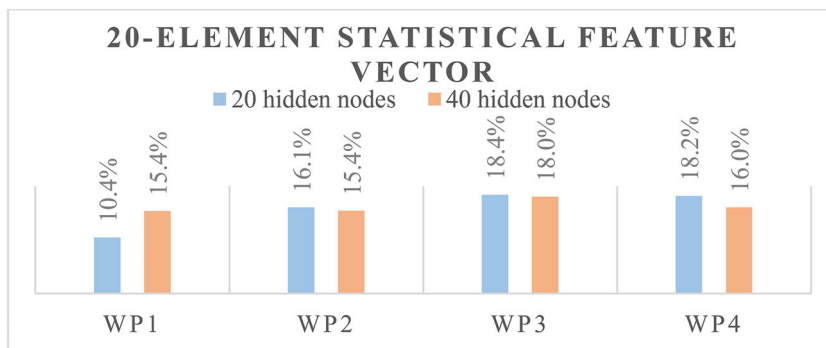 20-ELEMENT STATISTICAL FEATURE
VECTOR
20 hidden nodes 40 hidden nodes
10.4% 15.4% 16.1% 15.4% 18.4% 18.0% 18.2% 16.0%
WP1 WP2 WP3 WP4